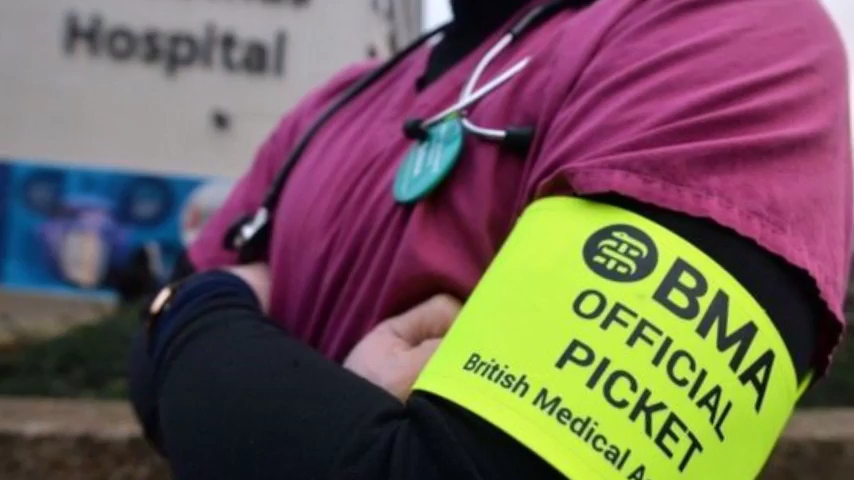 Hospital
BMA
OFFICIAL
PICKET
British Medical